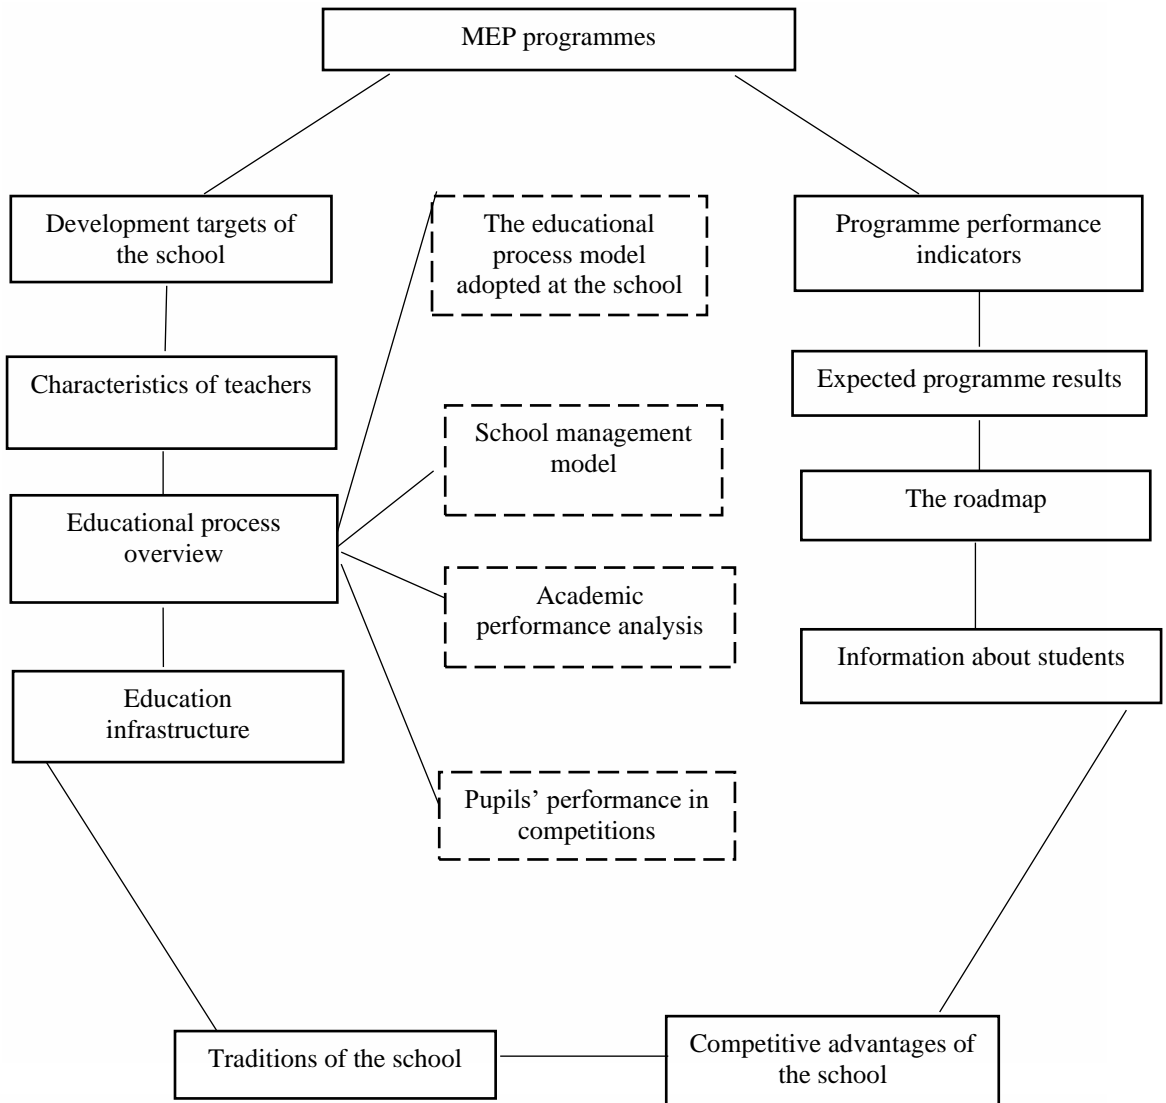 MEP programmes
Development targets of
the school
The educational
process model
adopted at the school
Programme performance
indicators
Characteristics of teachers
Expected programme results
School management
model
The roadmap
Educational process
overview
Academic
performance analysis
Information about students
Education
infrastructure
Pupils’ performance in
competitions
Traditions of the school
Competitive advantages of
the school